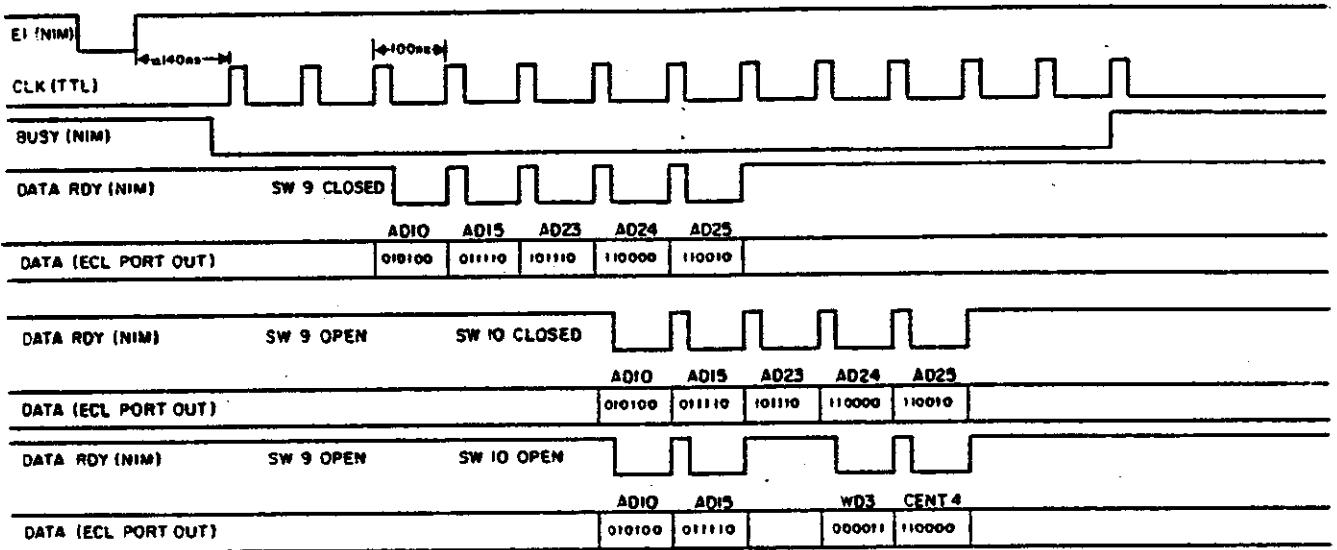 EI (NIM)
≈140ns
100ns
CLK (TTL)
BUSY (NIM)
DATA RDY (NIM) SW 9 CLOSED
AD10 AD15 AD23 AD24 AD25
DATA (ECL PORT OUT) 010100 011110 101110 110000 110010
DATA RDY (NIM) SW 9 OPEN SW 10 CLOSED
AD10 AD15 AD23 AD24 AD25
DATA (ECL PORT OUT) 010100 011110 101110 110000 110010
DATA RDY (NIM) SW 9 OPEN SW 10 OPEN
AD10 AD15 WD3 CENT 4
DATA (ECL PORT OUT) 010100 011110 000011 110000